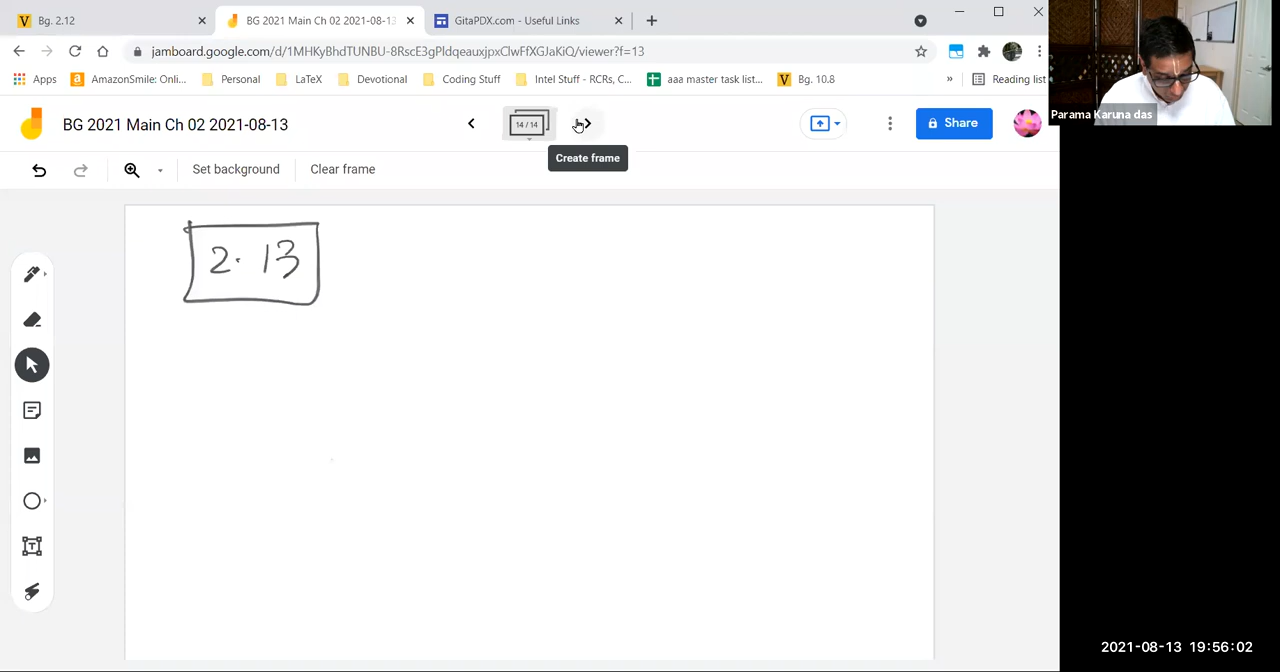 Bg. 2.12
BG 2021 Main Ch 02 2021-08-13
GitaPDX.com - Useful Links
jamboard.google.com/d/1MHKyBhdTUNBU-8RscE3gPldqeauxjpxClwFfXGJaKiQ/viewer?f=13
Apps
AmazonSmile: Onli...
Personal
LaTeX
Devotional
Coding Stuff
Intel Stuff - RCRs, C...
aaa master task list...
Bg. 10.8
»
Reading list
BG 2021 Main Ch 02 2021-08-13
14 / 14
Share
Parama Karuna das
Create frame
Set background
Clear frame
2. 13
2021-08-13 19:56:02